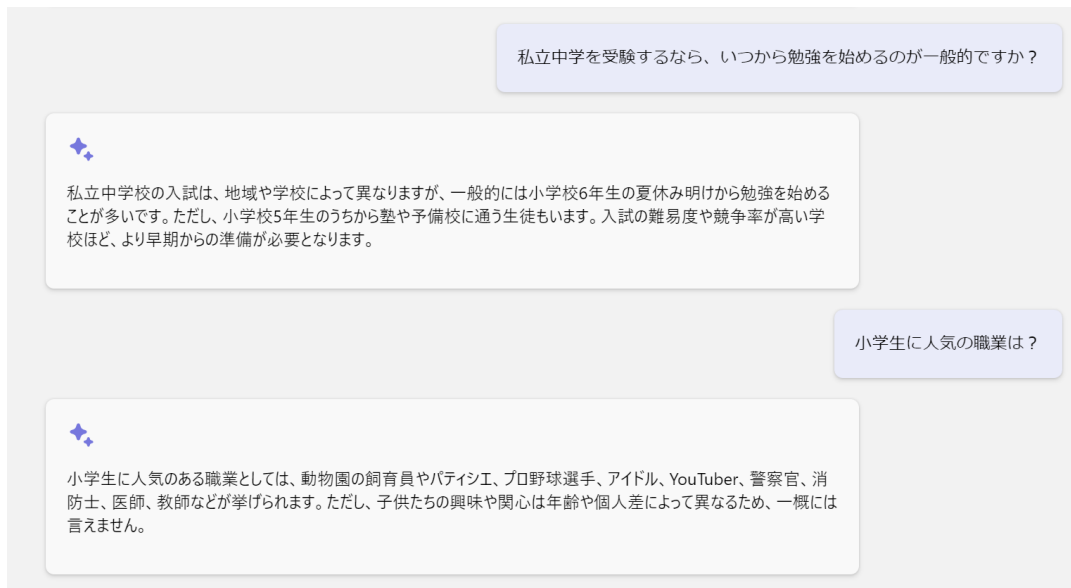 私立中学を受験するなら、いつから勉強を始めるのが一般的ですか？
私立中学校の入試は、地域や学校によって異なりますが、一般的には小学校6年生の夏休み明けから勉強を始める
ことが多いです。ただし、小学校5年生のうちから塾や予備校に通う生徒もいます。入試の難易度や競争率が高い学
校ほど、より早期からの準備が必要となります。
小学生に人気の職業は？
小学生に人気のある職業としては、動物園の飼育員やパティシエ、プロ野球選手、アイドル、YouTuber、警察官、消
防士、医師、教師などが挙げられます。ただし、子供たちの興味や関心は年齢や個人差によって異なるため、一概には
言えません。